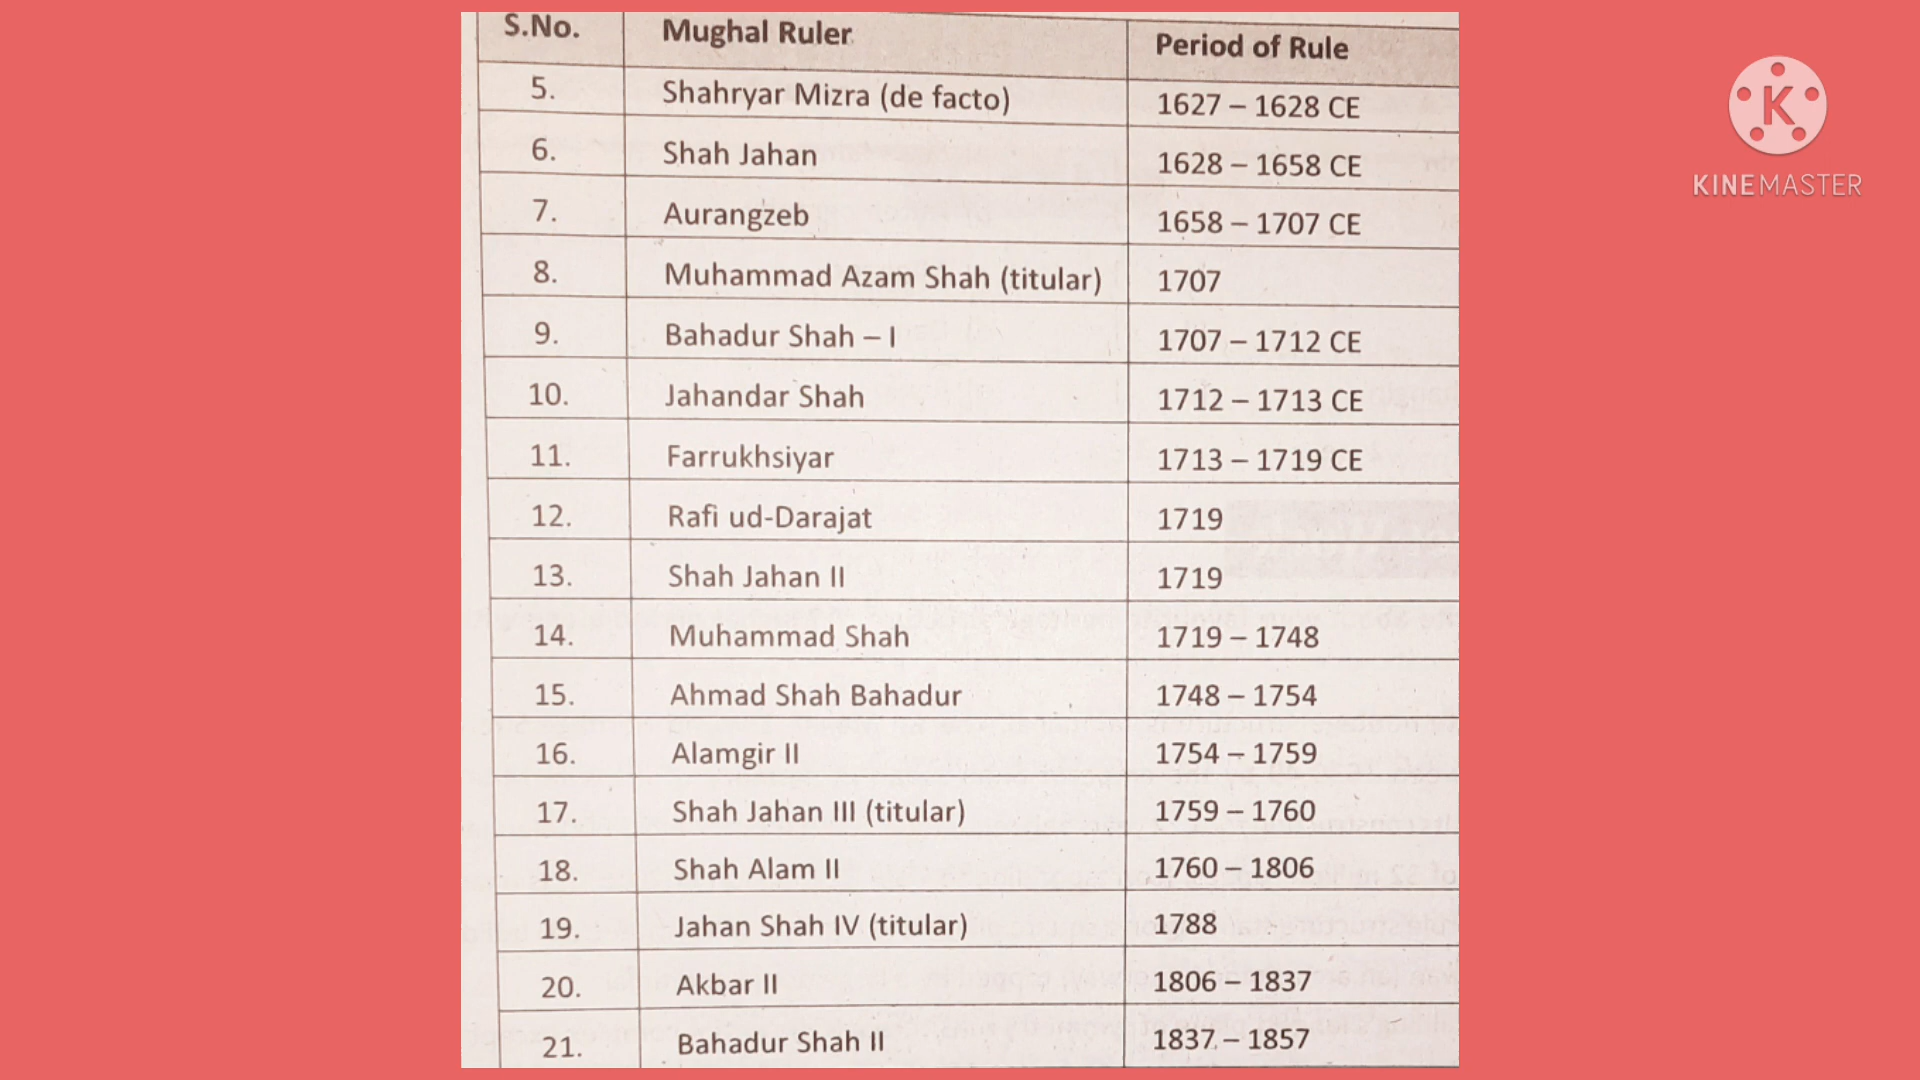 S.No. Mughal Ruler Period of Rule
5. Shahryar Mizra (de facto) 1627 – 1628 CE
6. Shah Jahan 1628 – 1658 CE
7. Aurangzeb 1658 – 1707 CE
8. Muhammad Azam Shah (titular) 1707
9. Bahadur Shah – I 1707 – 1712 CE
10. Jahandar Shah 1712 – 1713 CE
11. Farrukhsiyar 1713 – 1719 CE
12. Rafi ud-Darajat 1719
13. Shah Jahan II 1719
14. Muhammad Shah 1719 – 1748
15. Ahmad Shah Bahadur 1748 – 1754
16. Alamgir II 1754 – 1759
17. Shah Jahan III (titular) 1759 – 1760
18. Shah Alam II 1760 – 1806
19. Jahan Shah IV (titular) 1788
20. Akbar II 1806 – 1837
21. Bahadur Shah II 1837 – 1857
K
KINEMASTER